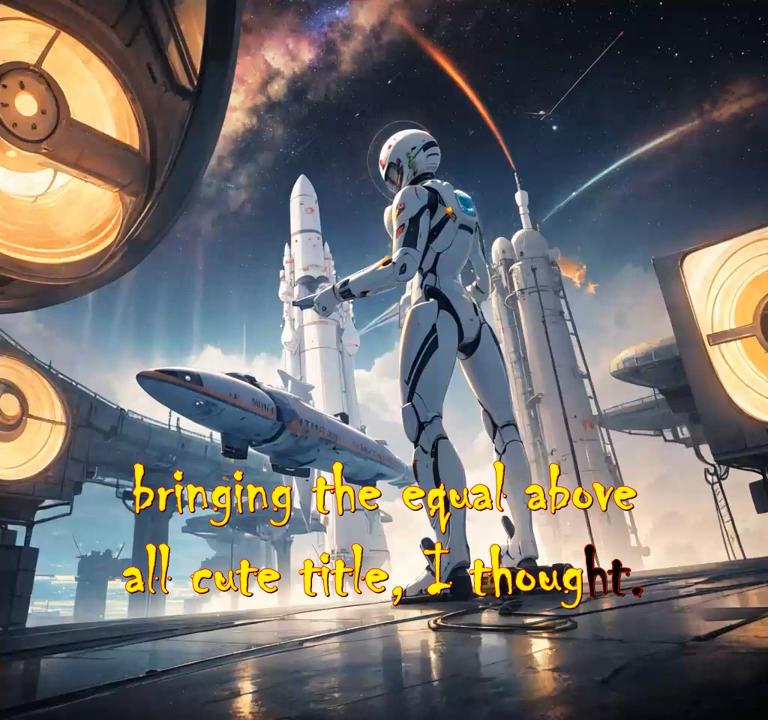 bringing the equal above
all cute title, I thought.